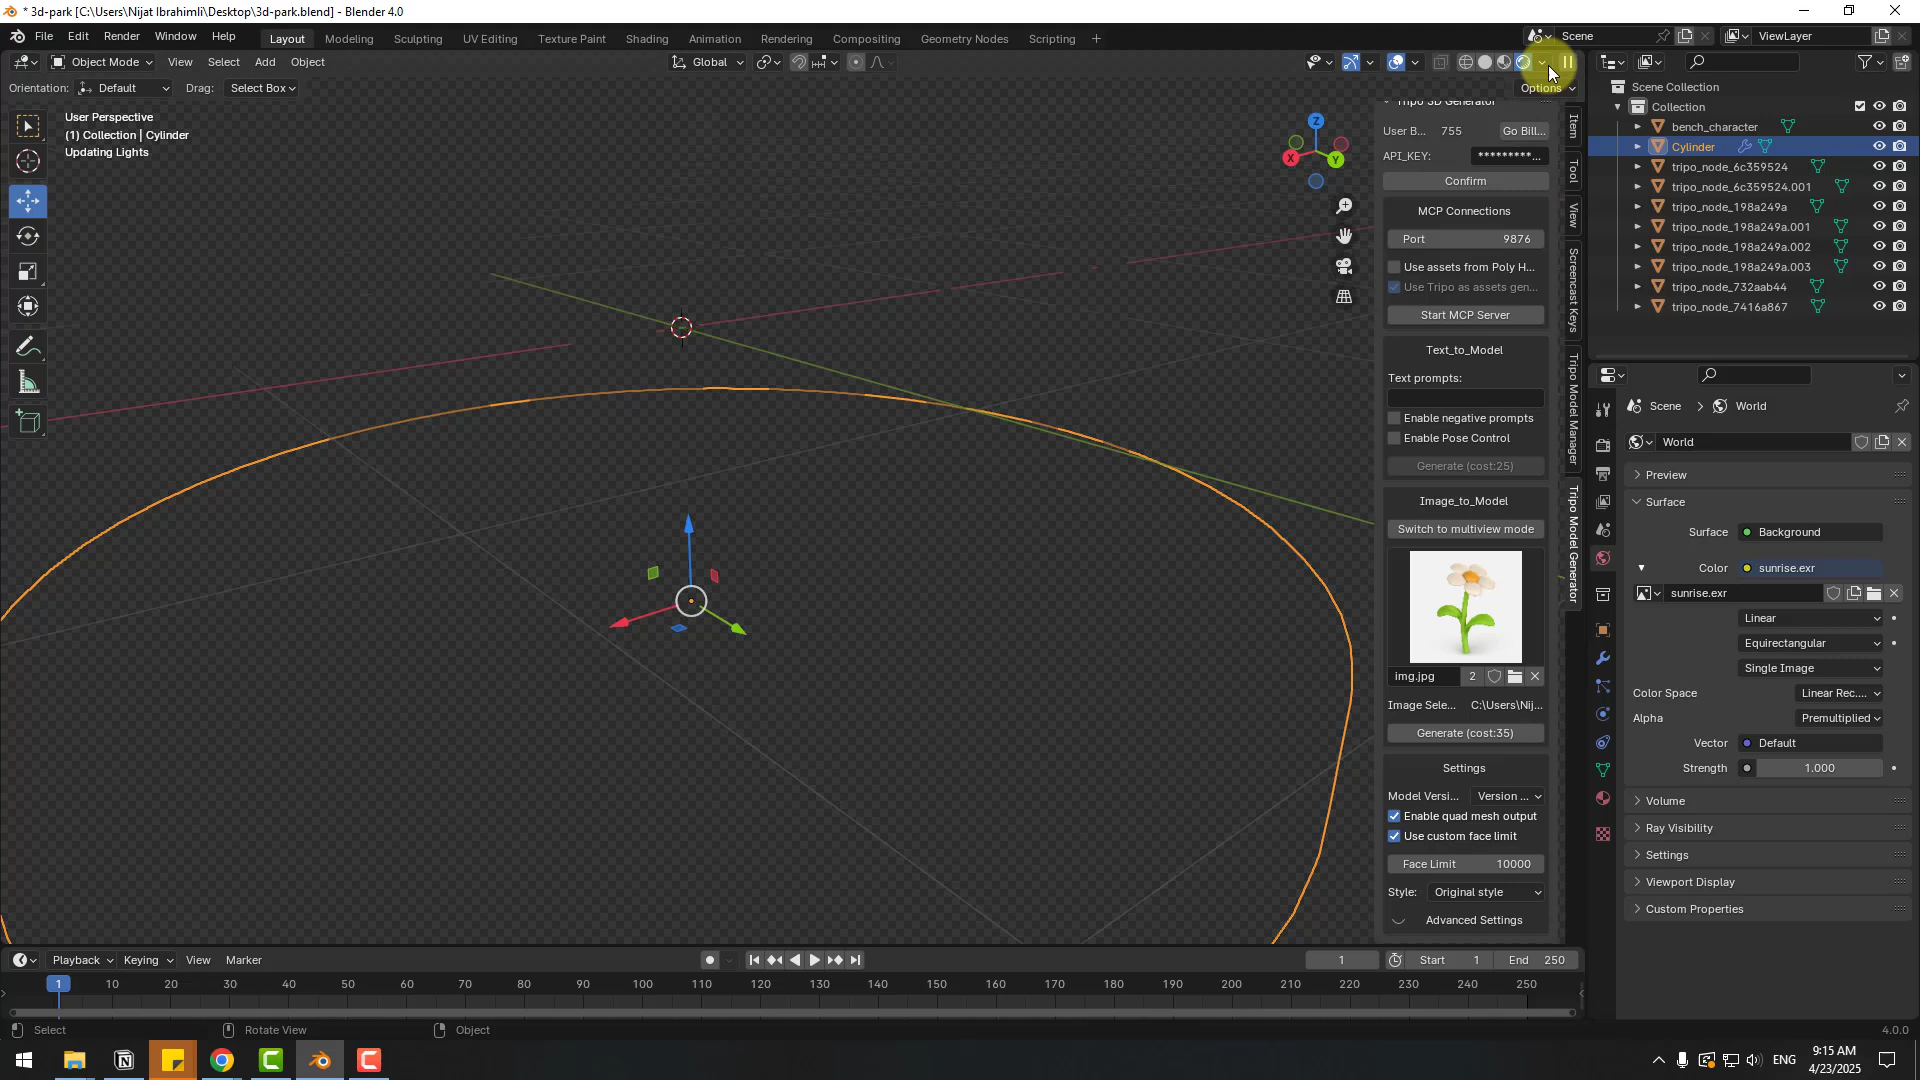 * 3d-park [C:\Users\Nijat Ibrahimli\Desktop\3d-park.blend] - Blender 4.0
File Edit Render Window Help Layout Modeling Sculpting UV Editing Texture Paint Shading Animation Rendering Compositing Geometry Nodes Scripting + Scene ViewLayer
Object Mode View Select Add Object Global
Orientation: Default Drag: Select Box Options
User Perspective
(1) Collection | Cylinder
Updating Lights
Z
X
Y
Tripo 3D Generator
User B... 755 Go Bill...
API_KEY: *********...
Confirm
MCP Connections
Port 9876
Use assets from Poly H...
Use Tripo as assets gen...
Start MCP Server
Text_to_Model
Text prompts:
Enable negative prompts
Enable Pose Control
Generate (cost:25)
Image_to_Model
Switch to multiview mode
img.jpg 2
Image Sele... C:\Users\Nij...
Generate (cost:35)
Settings
Model Versi... Version ...
Enable quad mesh output
Use custom face limit
Face Limit 10000
Style: Original style
Advanced Settings
Item
Tool
View
Screencast Keys
Tripo Model Manager
Tripo Model Generator
Scene Collection
Collection
bench_character
Cylinder
tripo_node_6c359524
tripo_node_6c359524.001
tripo_node_198a249a
tripo_node_198a249a.001
tripo_node_198a249a.002
tripo_node_198a249a.003
tripo_node_732aab44
tripo_node_7416a867
Scene > World
World
Preview
Surface
Surface Background
Color sunrise.exr
sunrise.exr
Linear
Equirectangular
Single Image
Color Space Linear Rec....
Alpha Premultiplied
Vector Default
Strength 1.000
Volume
Ray Visibility
Settings
Viewport Display
Custom Properties
Playback Keying View Marker 1 Start 1 End 250
1 10 20 30 40 50 60 70 80 90 100 110 120 130 140 150 160 170 180 190 200 210 220 230 240 250
Select Rotate View Object 4.0.0
ENG 9:15 AM
4/23/2025